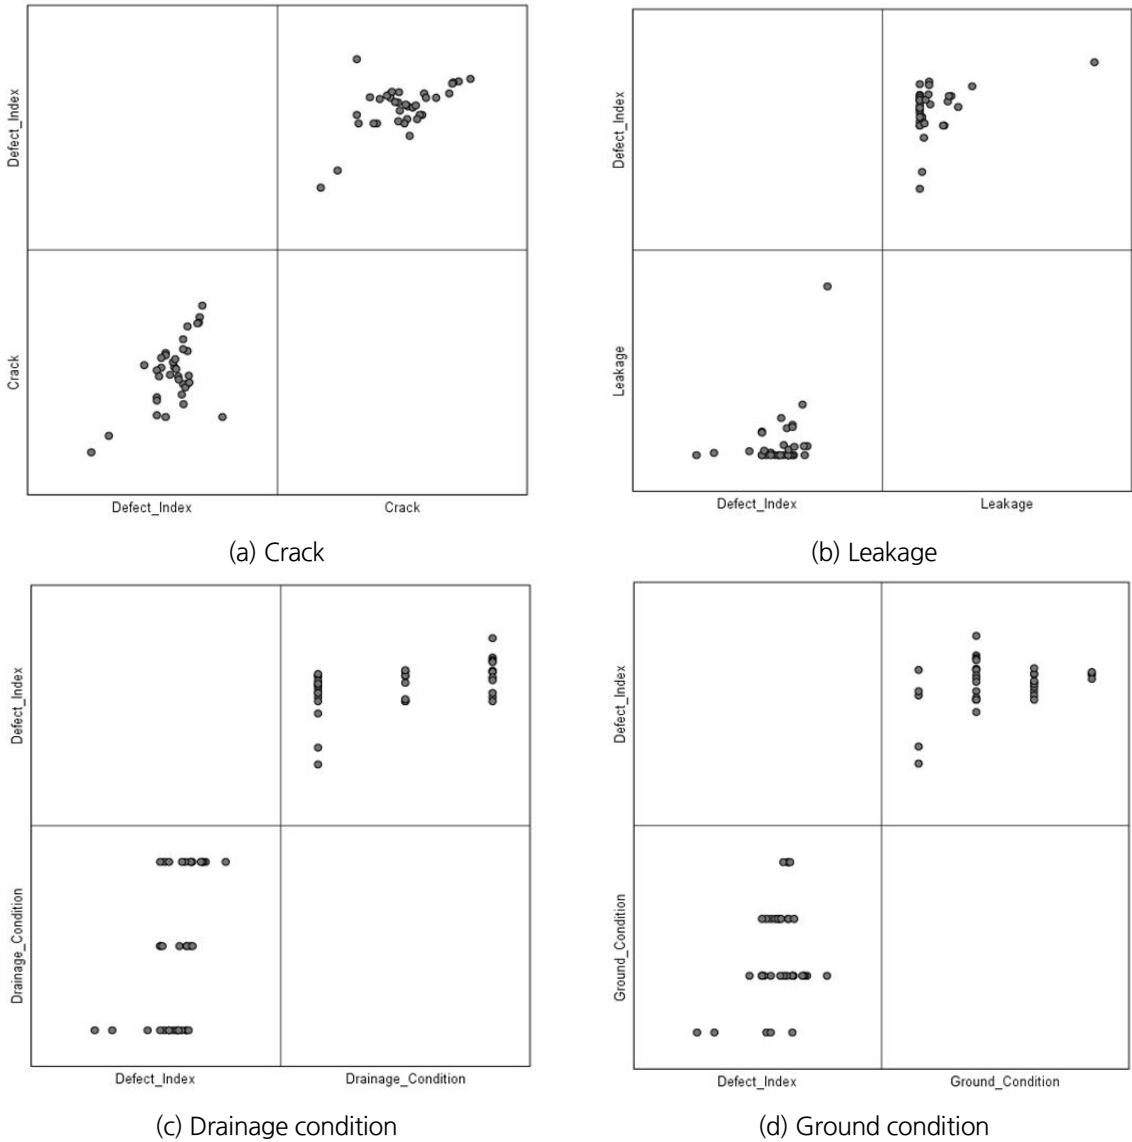 Defect_Index
Crack
Defect_Index
Crack
(a) Crack
Defect_Index
Leakage
Defect_Index
Leakage
(b) Leakage
Defect_Index
Drainage_Condition
Defect_Index
Drainage_Condition
(c) Drainage condition
Defect_Index
Ground_Condition
Defect_Index
Ground_Condition
(d) Ground condition